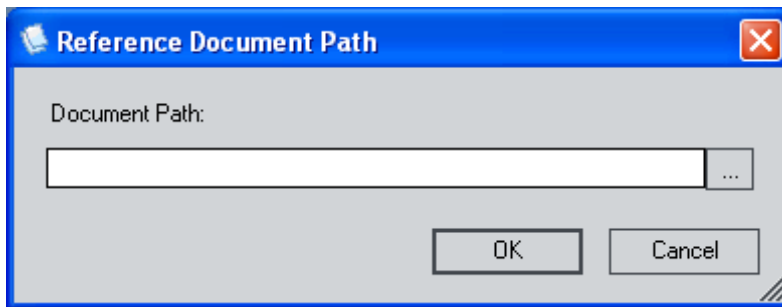 Reference Document Path
Document Path:
...
OK
Cancel